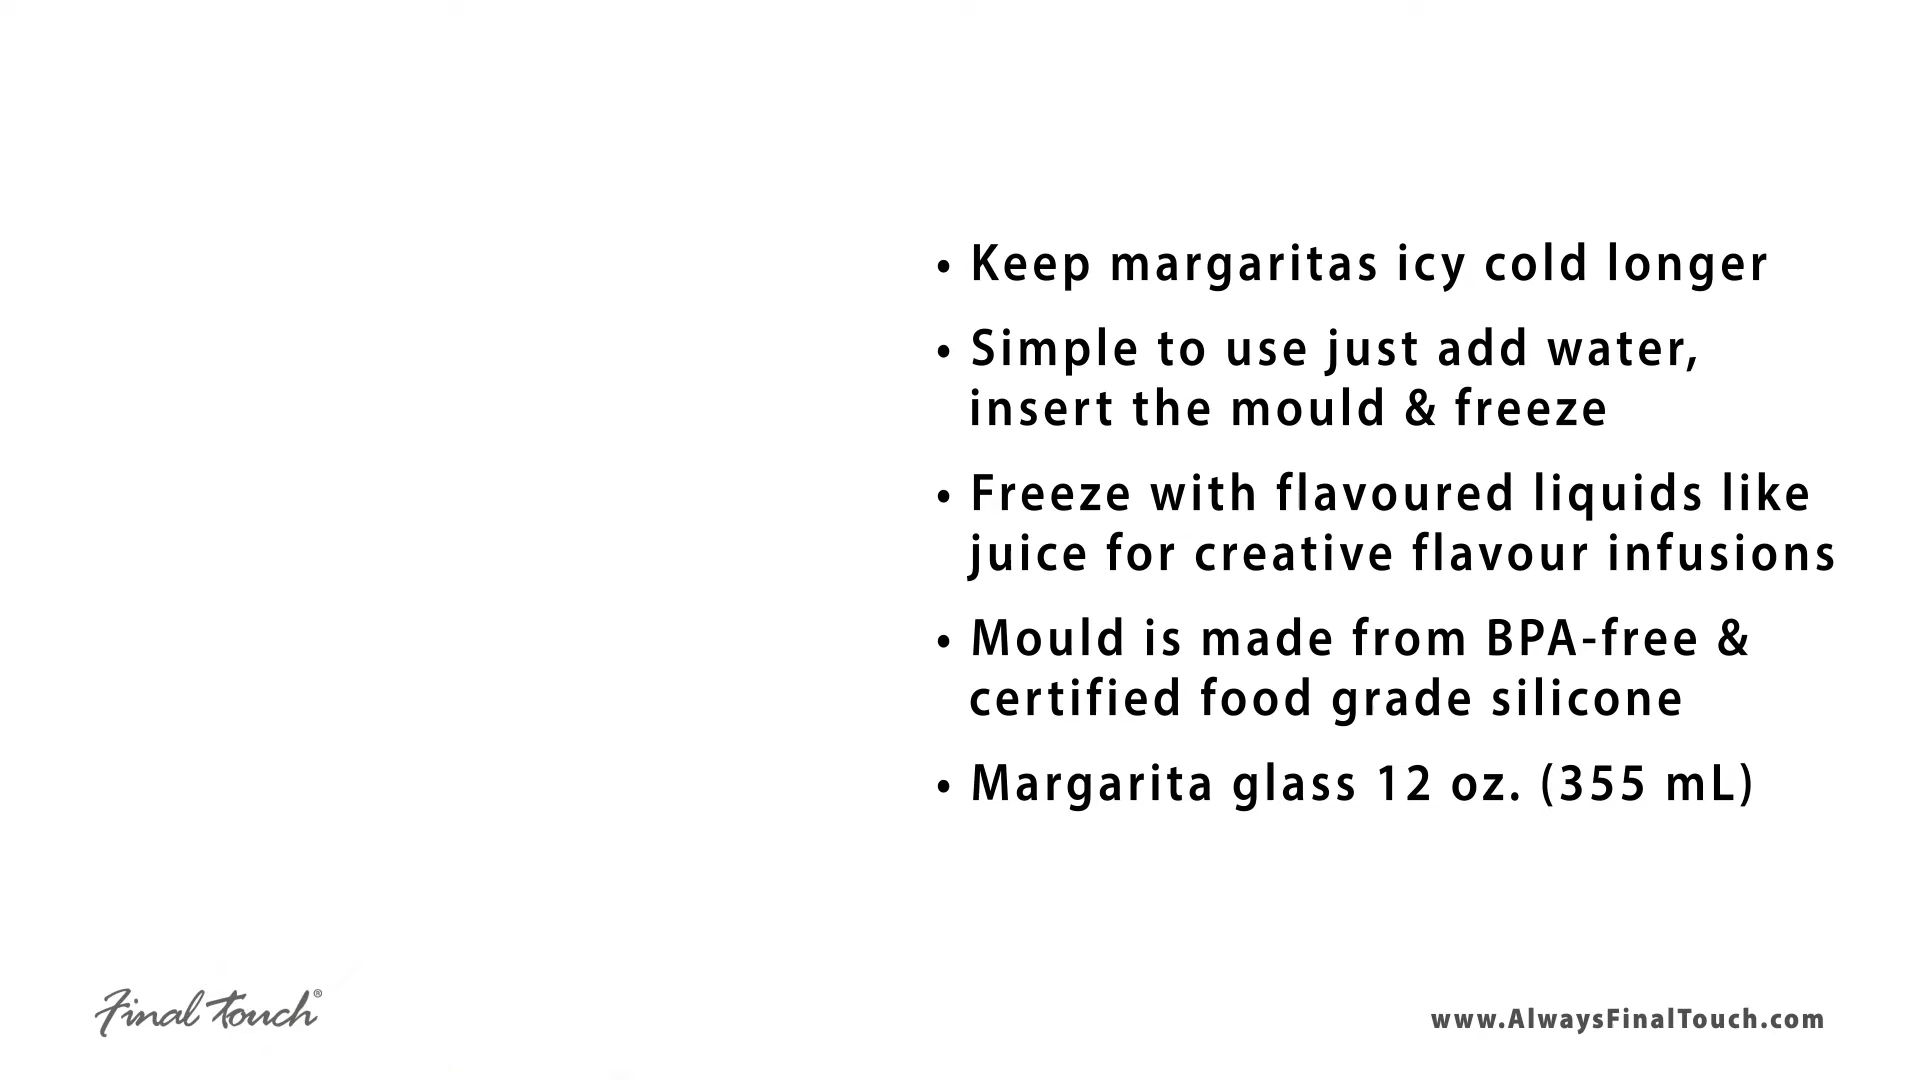 • Keep margaritas icy cold longer
• Simple to use just add water,
insert the mould & freeze
• Freeze with flavoured liquids like
juice for creative flavour infusions
• Mould is made from BPA-free &
certified food grade silicone
• Margarita glass 12 oz. (355 mL)
Final Touch®
www.AlwaysFinalTouch.com